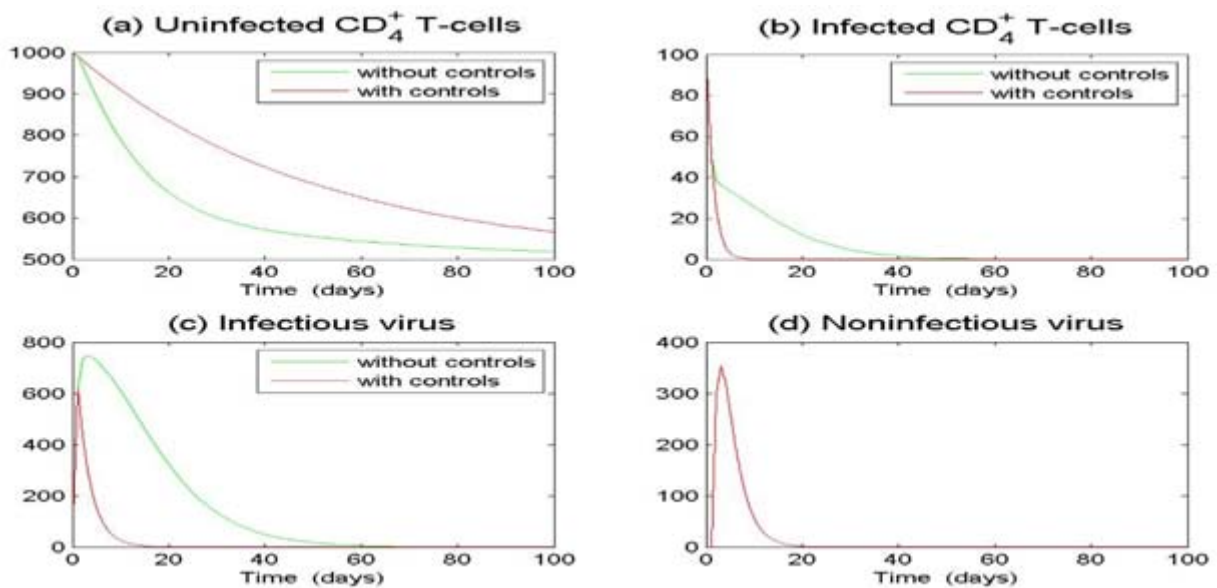 (a) Uninfected CD4+ T-cells
1000
900
800
700
600
500
without controls
with controls
0 20 40 60 80 100
Time (days)
(b) Infected CD4+ T-cells
100
80
60
40
20
0
without controls
with controls
0 20 40 60 80 100
Time (days)
(c) Infectious virus
800
600
400
200
0
without controls
with controls
0 20 40 60 80 100
Time (days)
(d) Noninfectious virus
400
300
200
100
0
0 20 40 60 80 100
Time (days)